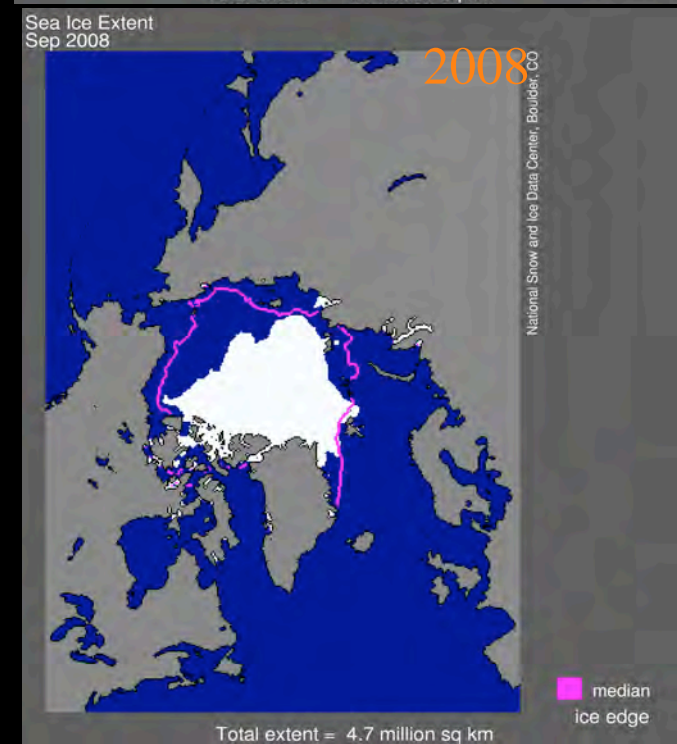 Sea Ice Extent
Sep 2008
2008
National Snow and Ice Data Center, Boulder, CO
median
ice edge
Total extent = 4.7 million sq km